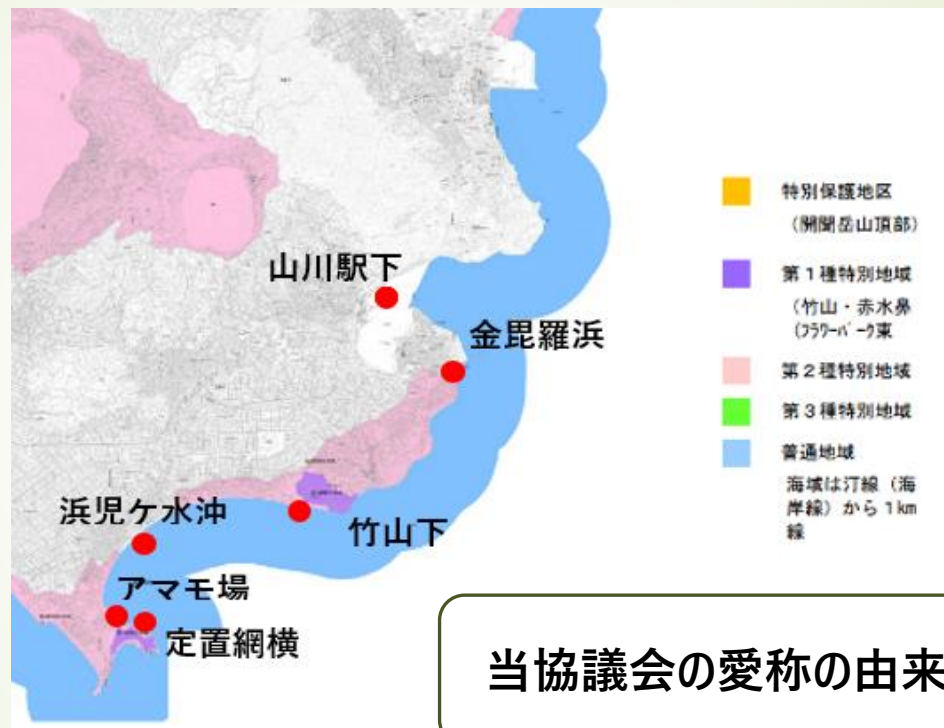 山川駅下
金毘羅浜
浜児ケ水沖
竹山下
アマモ場
定置網横
特別保護地区
(開聞岳山頂部)
第1種特別地域
(竹山・赤水鼻
(フラワーパーク東
第2種特別地域
第3種特別地域
普通地域
海域は汀線(海
岸線)から1km
線
当協議会の愛称の由来